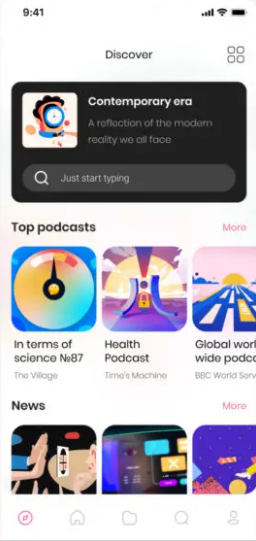 9:41
Discover
Contemporary era
A reflection of the modern
reality we all face
Just start typing
Top podcasts
More
In terms of
science №87
The Village
Health
Podcast
Time's Machine
Global worl
wide podca
BBC World Serv
News
More